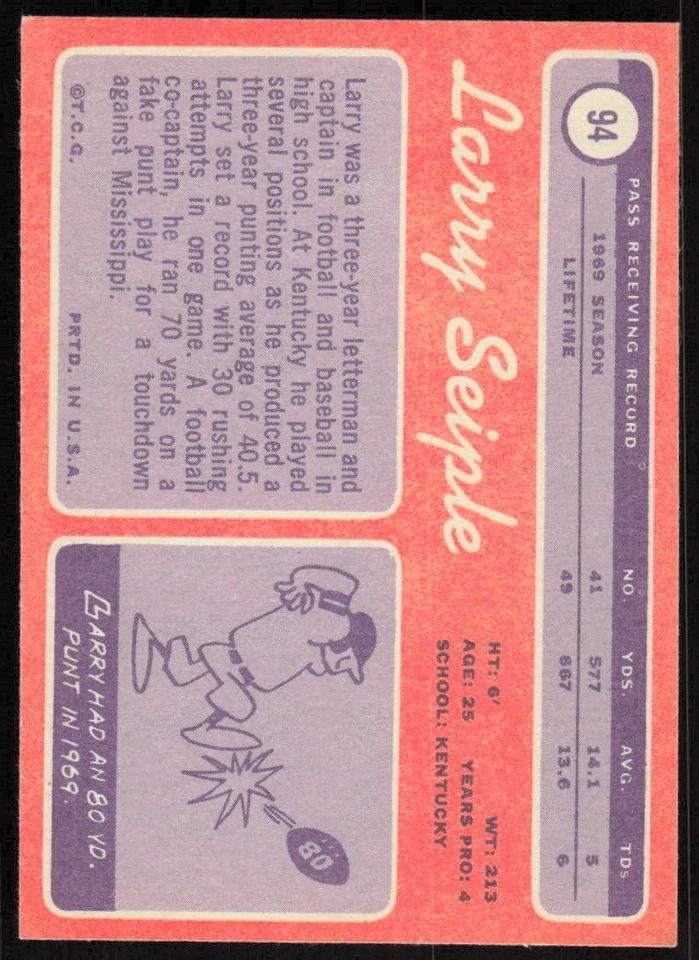 94
PASS RECEIVING RECORD NO. YDS. AVG. TDS
1969 SEASON 41 577 14.1 5
LIFETIME 49 667 13.6 6
Larry Seiple
HT: 6' WT: 213
AGE: 25 YEARS PRO: 4
SCHOOL: KENTUCKY
Larry was a three-year letterman and
captain in football and baseball in
high school. At Kentucky he played
several positions as he produced a
three-year punting average of 40.5.
Larry set a record with 30 rushing
attempts in one game. A football
co-captain, he ran 70 yards on a
fake punt play for a touchdown
against Mississippi.
©T.C.G. PRTD. IN U.S.A.
80
LARRY HAD AN 80 YD.
PUNT IN 1969.